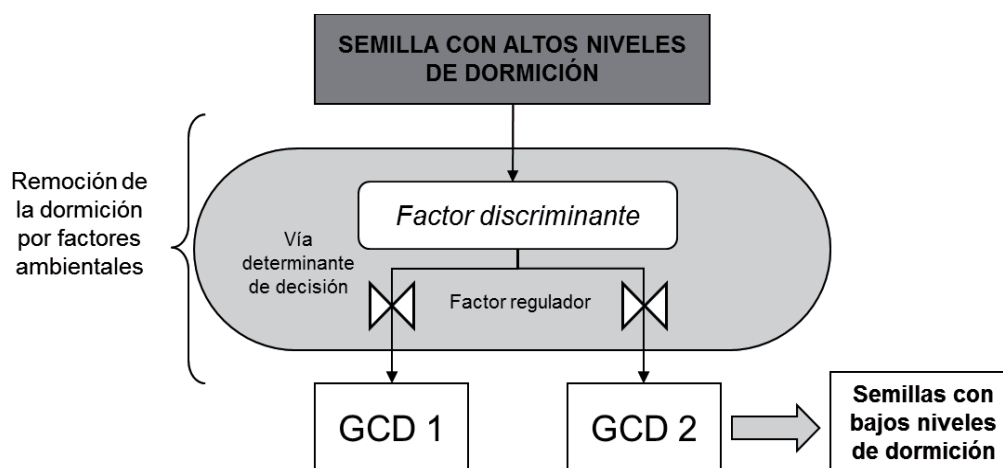 SEMILLA CON ALTOS NIVELES
DE DORMICIÓN
Remoción de
la dormición
por factores
ambientales
Factor discriminante
Vía
determinante
de decisión
Factor regulador
GCD 1
GCD 2
Semillas con
bajos niveles
de dormición